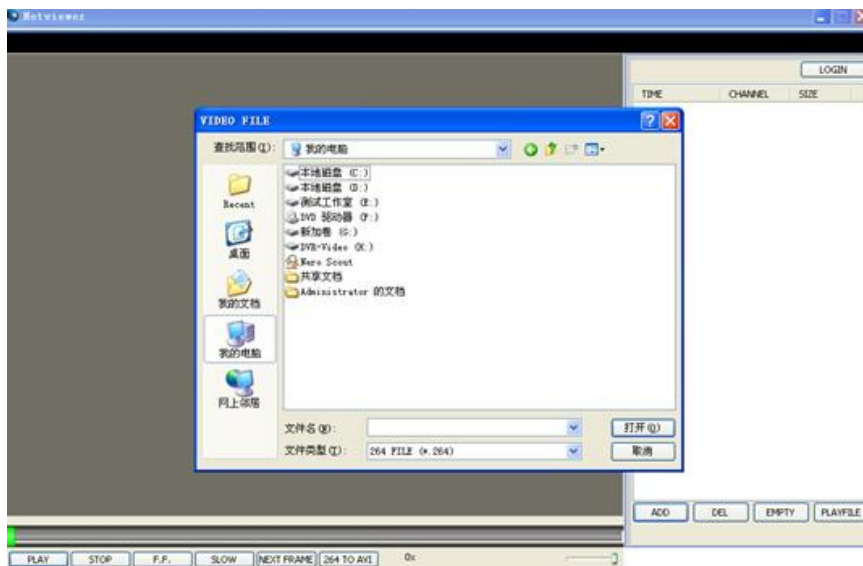 Netviewer
LOGIN
TIME CHANNEL SIZE
VIDEO FILE
查找范围(I): 我的电脑
本地磁盘 (C:)
本地磁盘 (D:)
测试工作室 (E:)
DVD 驱动器 (F:)
新加卷 (G:)
DVR-Video (K:)
Nero Scout
共享文档
Administrator 的文档
Recent
桌面
我的文档
我的电脑
网上邻居
文件名(N):
打开(O)
文件类型(T): 264 FILE (*.264)
取消
ADD DEL EMPTY PLAYFILE
PLAY STOP F.F. SLOW NEXT FRAME 264 TO AVI 0x